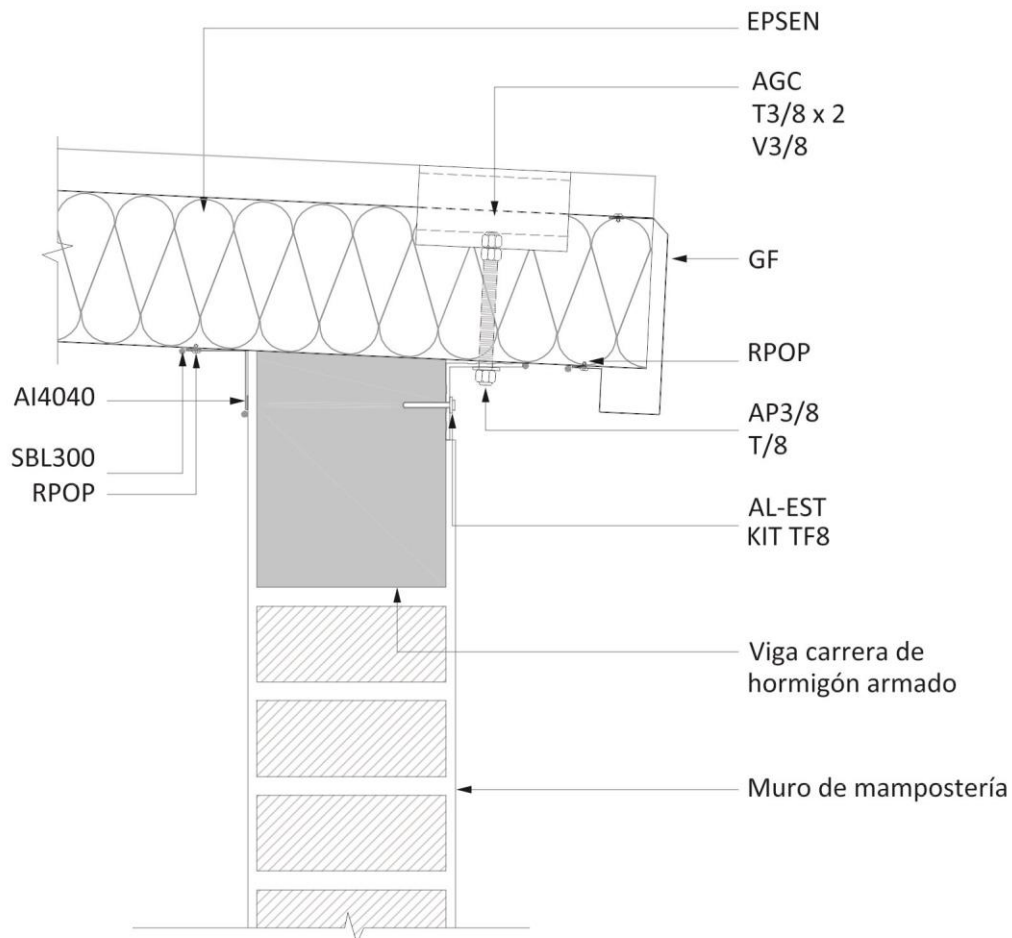 EPSEN
AGC
T3/8 x 2
V3/8
GF
RPOP
AI4040
AP3/8
T/8
SBL300
RPOP
AL-EST
KIT TF8
Viga carrera de
hormigón armado
Muro de mampostería